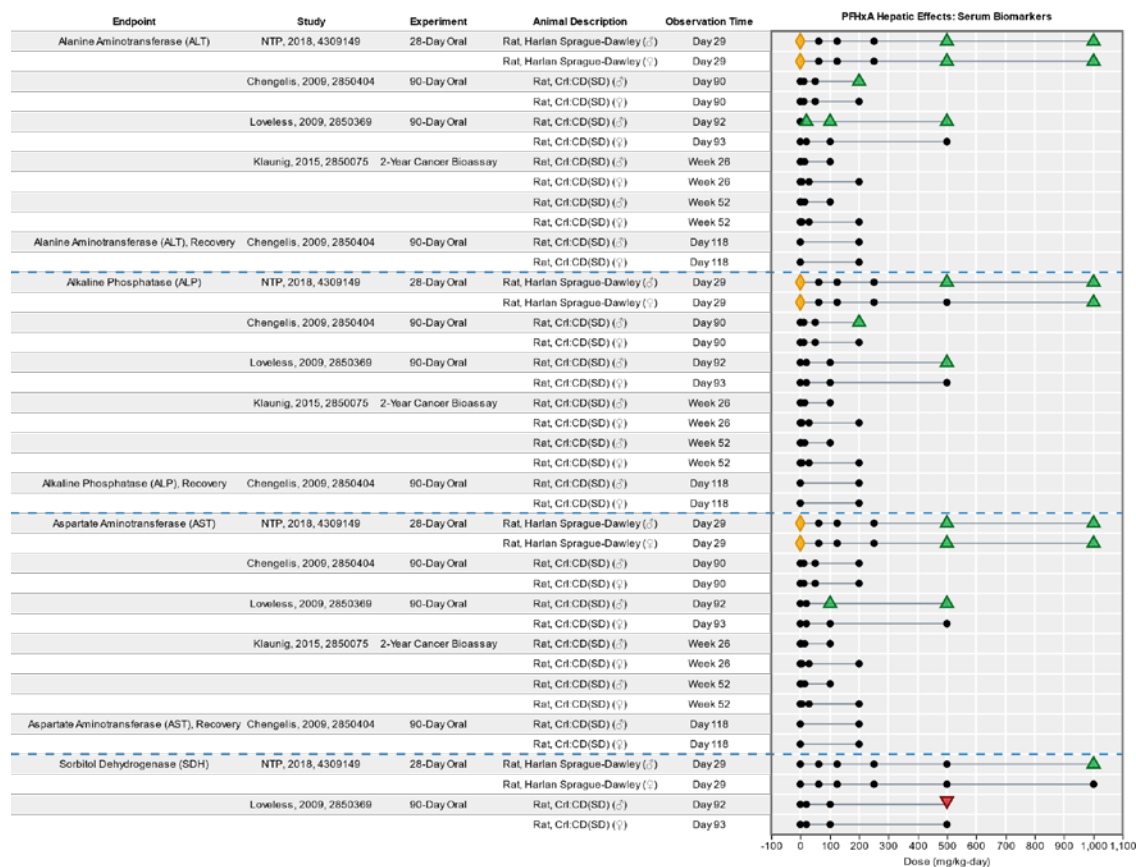 Endpoint Study Experiment Animal Description Observation Time PFHxA Hepatic Effects: Serum Biomarkers
Alanine Aminotransferase (ALT) NTP, 2018, 4309149 28-Day Oral Rat, Harlan Sprague-Dawley (♂) Day 29
Rat, Harlan Sprague-Dawley (♀) Day 29
Chengelis, 2009, 2850404 90-Day Oral Rat, Crl:CD(SD) (♂) Day 90
Rat, Crl:CD(SD) (♀) Day 90
Loveless, 2009, 2850369 90-Day Oral Rat, Crl:CD(SD) (♂) Day 92
Rat, Crl:CD(SD) (♀) Day 93
Klaunig, 2015, 2850075 2-Year Cancer Bioassay Rat, Crl:CD(SD) (♂) Week 26
Rat, Crl:CD(SD) (♀) Week 26
Rat, Crl:CD(SD) (♂) Week 52
Rat, Crl:CD(SD) (♀) Week 52
Alanine Aminotransferase (ALT), Recovery Chengelis, 2009, 2850404 90-Day Oral Rat, Crl:CD(SD) (♂) Day 118
Rat, Crl:CD(SD) (♀) Day 118
Alkaline Phosphatase (ALP) NTP, 2018, 4309149 28-Day Oral Rat, Harlan Sprague-Dawley (♂) Day 29
Rat, Harlan Sprague-Dawley (♀) Day 29
Chengelis, 2009, 2850404 90-Day Oral Rat, Crl:CD(SD) (♂) Day 90
Rat, Crl:CD(SD) (♀) Day 90
Loveless, 2009, 2850369 90-Day Oral Rat, Crl:CD(SD) (♂) Day 92
Rat, Crl:CD(SD) (♀) Day 93
Klaunig, 2015, 2850075 2-Year Cancer Bioassay Rat, Crl:CD(SD) (♂) Week 26
Rat, Crl:CD(SD) (♀) Week 26
Rat, Crl:CD(SD) (♂) Week 52
Rat, Crl:CD(SD) (♀) Week 52
Alkaline Phosphatase (ALP), Recovery Chengelis, 2009, 2850404 90-Day Oral Rat, Crl:CD(SD) (♂) Day 118
Rat, Crl:CD(SD) (♀) Day 118
Aspartate Aminotransferase (AST) NTP, 2018, 4309149 28-Day Oral Rat, Harlan Sprague-Dawley (♂) Day 29
Rat, Harlan Sprague-Dawley (♀) Day 29
Chengelis, 2009, 2850404 90-Day Oral Rat, Crl:CD(SD) (♂) Day 90
Rat, Crl:CD(SD) (♀) Day 90
Loveless, 2009, 2850369 90-Day Oral Rat, Crl:CD(SD) (♂) Day 92
Rat, Crl:CD(SD) (♀) Day 93
Klaunig, 2015, 2850075 2-Year Cancer Bioassay Rat, Crl:CD(SD) (♂) Week 26
Rat, Crl:CD(SD) (♀) Week 26
Rat, Crl:CD(SD) (♂) Week 52
Rat, Crl:CD(SD) (♀) Week 52
Aspartate Aminotransferase (AST), Recovery Chengelis, 2009, 2850404 90-Day Oral Rat, Crl:CD(SD) (♂) Day 118
Rat, Crl:CD(SD) (♀) Day 118
Sorbitol Dehydrogenase (SDH) NTP, 2018, 4309149 28-Day Oral Rat, Harlan Sprague-Dawley (♂) Day 29
Rat, Harlan Sprague-Dawley (♀) Day 29
Loveless, 2009, 2850369 90-Day Oral Rat, Crl:CD(SD) (♂) Day 92
Rat, Crl:CD(SD) (♀) Day 93
-100 0 100 200 300 400 500 600 700 800 900 1,000 1,100
Dose (mg/kg-day)